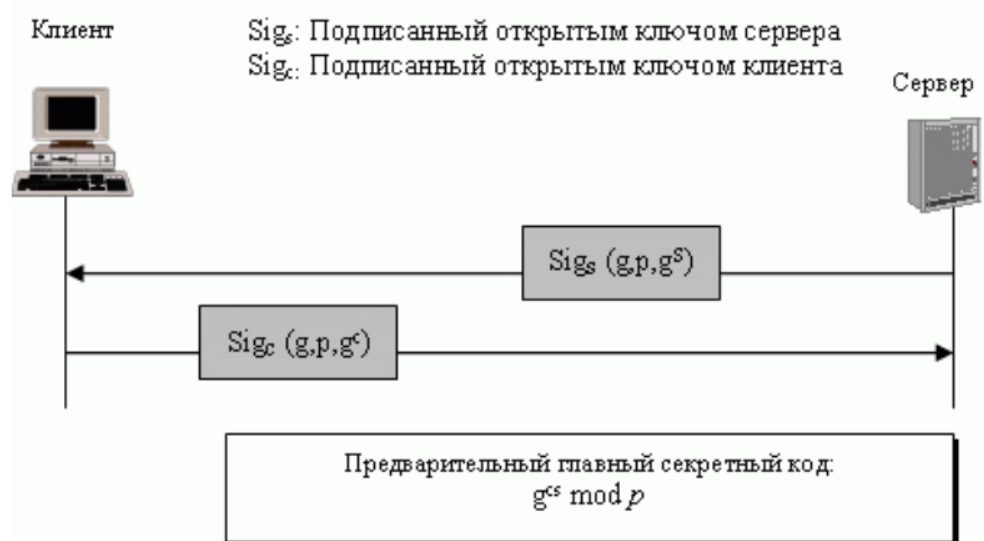 Клиент
Sigs: Подписанный открытым ключом сервера
Sigc: Подписанный открытым ключом клиента
Сервер
Sigs (g,p,gS)
Sigc (g,p,gc)
Предварительный главный секретный код:
gcs mod p